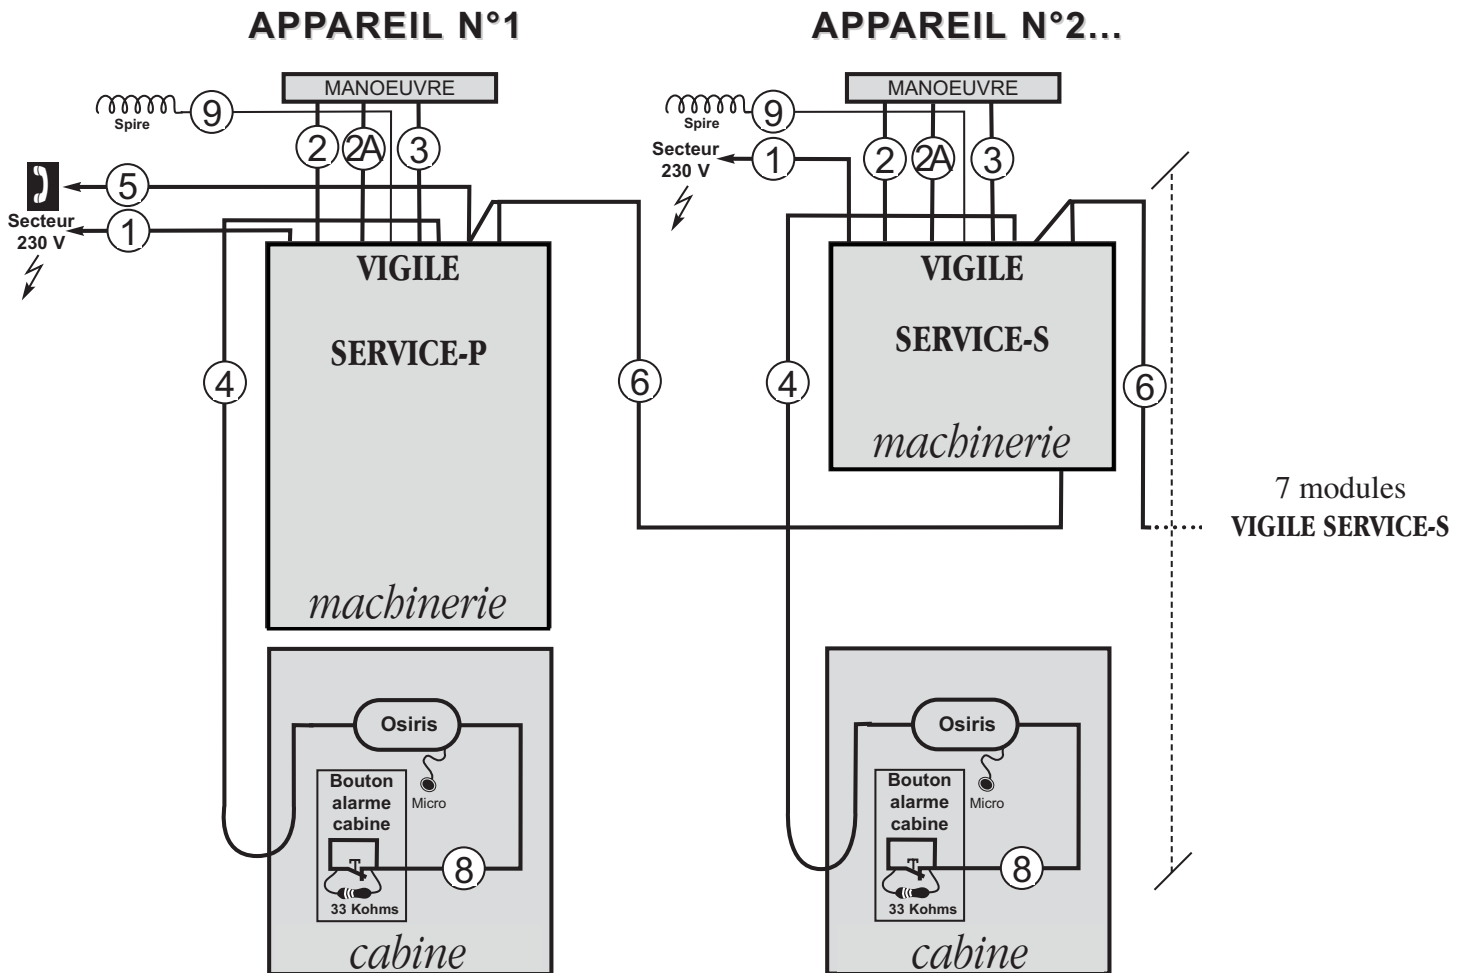 APPAREIL N°1
APPAREIL N°2...
MANOEUVRE
Spire
9
2
2A
3
5
Secteur
230 V
1
VIGILE
SERVICE-P
4
6
machinerie
Osiris
Micro
Bouton
alarme
cabine
8
33 Kohms
cabine
MANOEUVRE
Spire
9
Secteur
230 V
1
2
2A
3
VIGILE
SERVICE-S
4
6
machinerie
7 modules
VIGILE SERVICE-S
Osiris
Micro
Bouton
alarme
cabine
8
33 Kohms
cabine